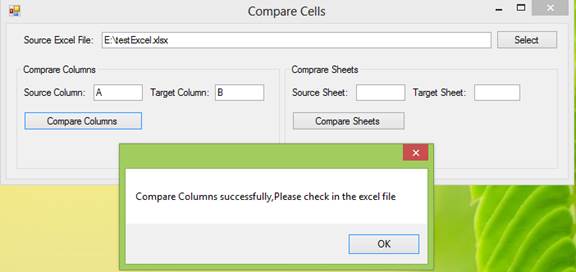 Compare Cells
Source Excel File: E:\testExcel.xlsx Select
Comprare Columns
Source Column: A Target Column: B
Compare Columns
Comprare Sheets
Source Sheet: Target Sheet:
Compare Sheets
Compare Columns successfully,Please check in the excel file
OK